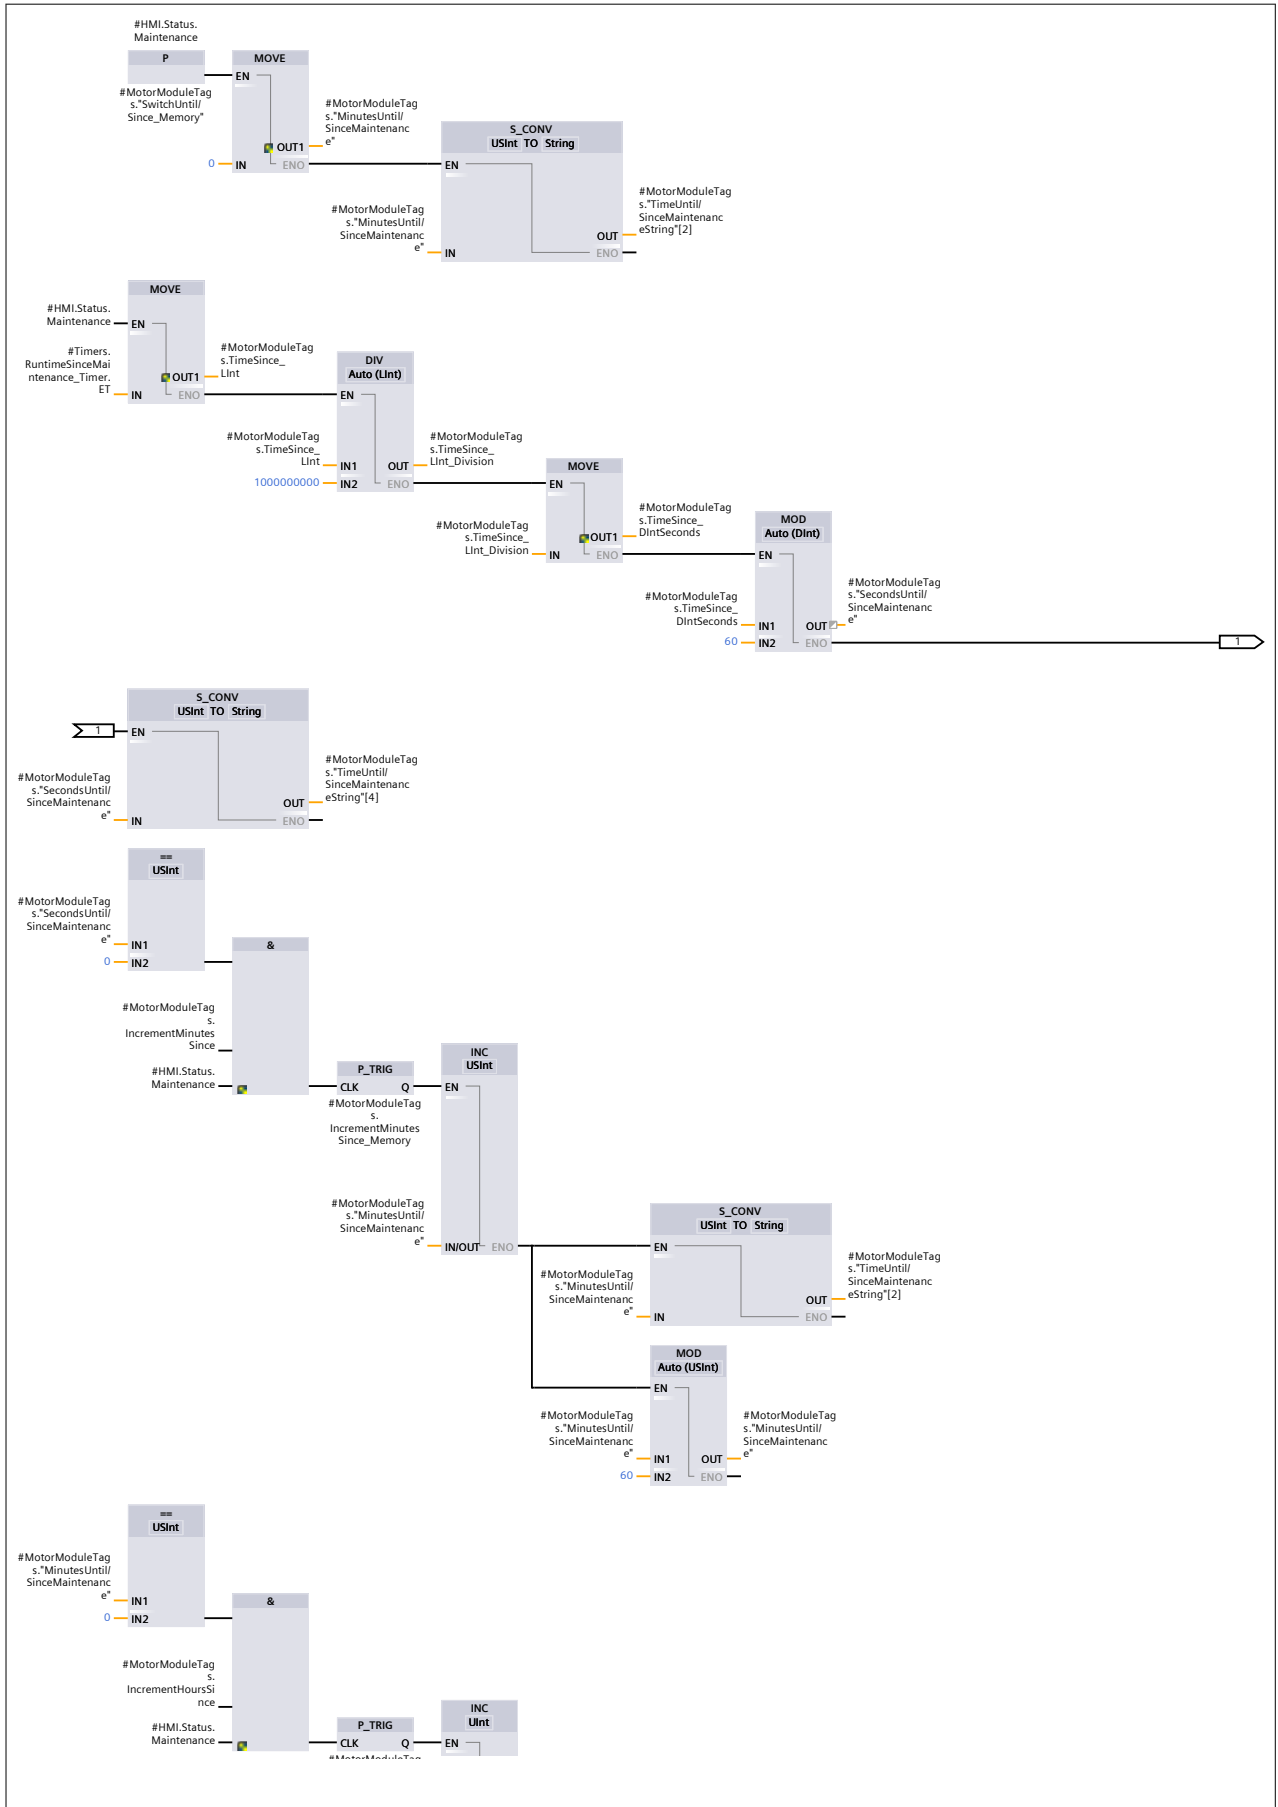 #HMI.Status.
Maintenance
P
#MotorModuleTag
s."SwitchUntil/
Since_Memory"
MOVE
EN
0
IN
OUT1
ENO
#MotorModuleTag
s."MinutesUntil/
SinceMaintenanc
e"
S_CONV
USInt TO String
EN
#MotorModuleTag
s."MinutesUntil/
SinceMaintenanc
e"
IN
OUT
ENO
#MotorModuleTag
s."TimeUntil/
SinceMaintenanc
eString"[2]
MOVE
#HMI.Status.
Maintenance
EN
#Timers.
RuntimeSinceMai
ntenance_Timer.
ET
IN
OUT1
ENO
#MotorModuleTag
s.TimeSince_
LInt
DIV
Auto (LInt)
EN
#MotorModuleTag
s.TimeSince_
LInt
IN1
1000000000
IN2
OUT
ENO
#MotorModuleTag
s.TimeSince_
LInt_Division
MOVE
EN
#MotorModuleTag
s.TimeSince_
LInt_Division
IN
OUT1
ENO
#MotorModuleTag
s.TimeSince_
DIntSeconds
MOD
Auto (DInt)
EN
#MotorModuleTag
s.TimeSince_
DIntSeconds
IN1
60
IN2
OUT
ENO
#MotorModuleTag
s."SecondsUntil/
SinceMaintenanc
e"
1
S_CONV
USInt TO String
1
EN
#MotorModuleTag
s."SecondsUntil/
SinceMaintenanc
e"
IN
OUT
ENO
#MotorModuleTag
s."TimeUntil/
SinceMaintenanc
eString"[4]
==
USInt
#MotorModuleTag
s."SecondsUntil/
SinceMaintenanc
e"
IN1
0
IN2
&
#MotorModuleTag
s.
IncrementMinutes
Since
#HMI.Status.
Maintenance
P_TRIG
CLK Q
#MotorModuleTag
s.
IncrementMinutes
Since_Memory
INC
USInt
EN
#MotorModuleTag
s."MinutesUntil/
SinceMaintenanc
e"
IN/OUT
ENO
S_CONV
USInt TO String
EN
#MotorModuleTag
s."MinutesUntil/
SinceMaintenanc
e"
IN
OUT
ENO
#MotorModuleTag
s."TimeUntil/
SinceMaintenanc
eString"[2]
MOD
Auto (USInt)
EN
#MotorModuleTag
s."MinutesUntil/
SinceMaintenanc
e"
IN1
60
IN2
OUT
ENO
#MotorModuleTag
s."MinutesUntil/
SinceMaintenanc
e"
==
USInt
#MotorModuleTag
s."MinutesUntil/
SinceMaintenanc
e"
IN1
0
IN2
&
#MotorModuleTag
s.
IncrementHoursSi
nce
#HMI.Status.
Maintenance
P_TRIG
CLK Q
#MotorModuleTag
INC
UInt
EN